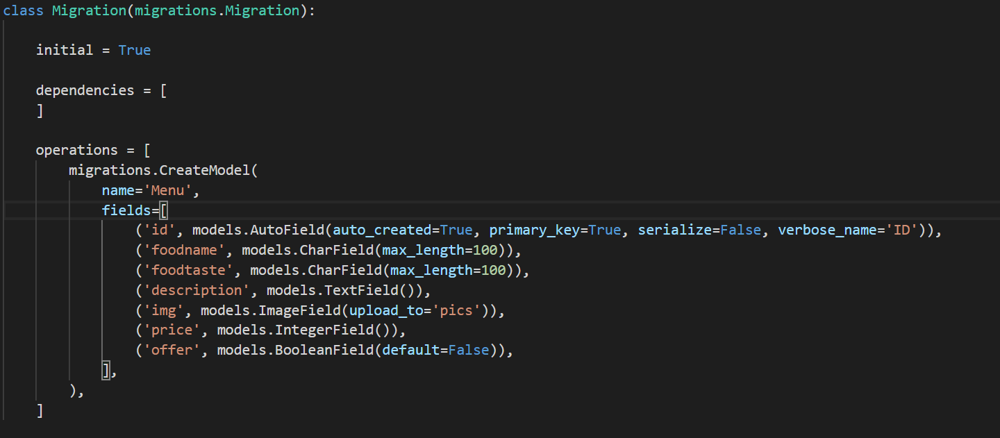 class Migration(migrations.Migration):
initial = True
dependencies = [
]
operations = [
migrations.CreateModel(
name='Menu',
fields=[
('id', models.AutoField(auto_created=True, primary_key=True, serialize=False, verbose_name='ID')),
('foodname', models.CharField(max_length=100)),
('foodtaste', models.CharField(max_length=100)),
('description', models.TextField()),
('img', models.ImageField(upload_to='pics')),
('price', models.IntegerField()),
('offer', models.BooleanField(default=False)),
],
),
]